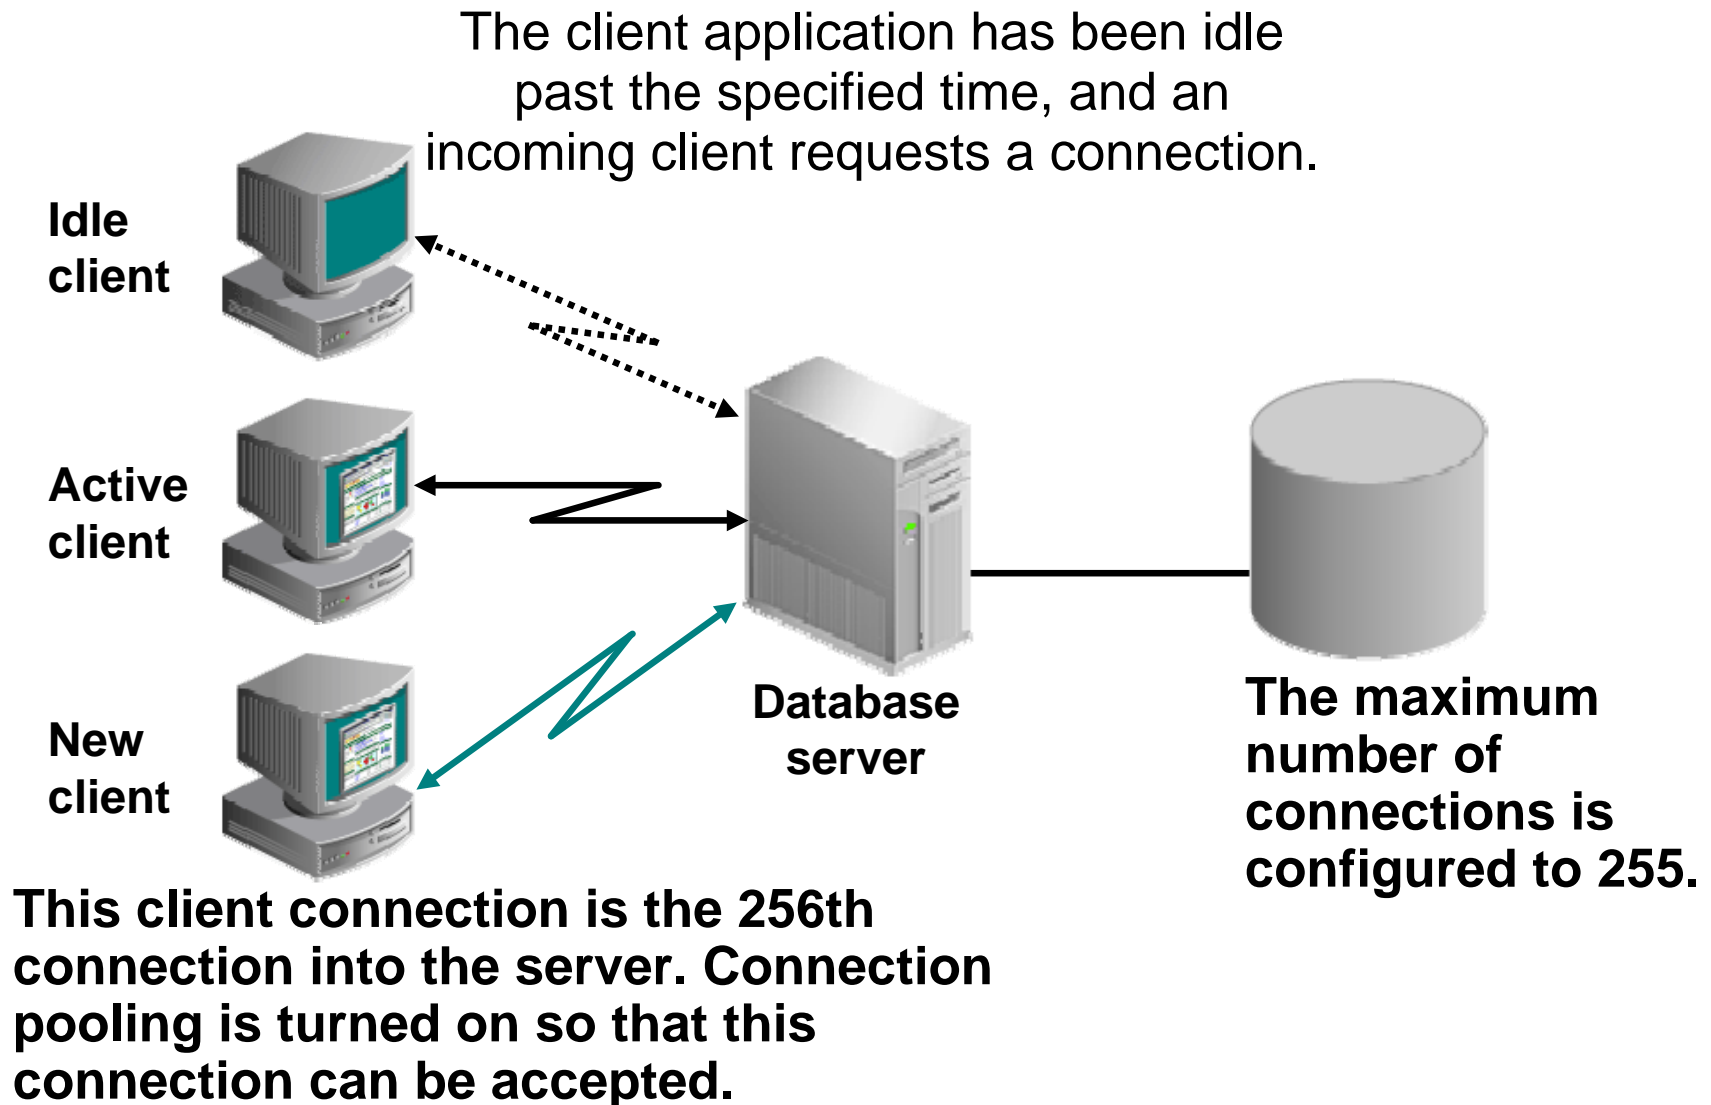 The client application has been idle
past the specified time, and an
incoming client requests a connection.
Idle
client
Active
client
New
client
Database
server
The maximum
number of
connections is
configured to 255.
This client connection is the 256th
connection into the server. Connection
pooling is turned on so that this
connection can be accepted.